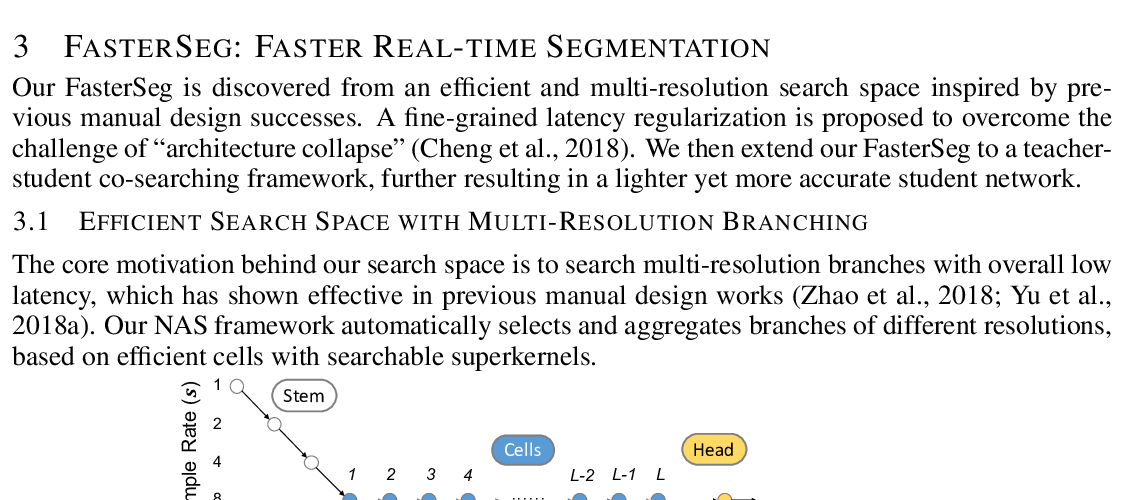 3 FASTERSEG: FASTER REAL-TIME SEGMENTATION
Our FasterSeg is discovered from an efficient and multi-resolution search space inspired by pre-
vious manual design successes. A fine-grained latency regularization is proposed to overcome the
challenge of “architecture collapse” (Cheng et al., 2018). We then extend our FasterSeg to a teacher-
student co-searching framework, further resulting in a lighter yet more accurate student network.
3.1 EFFICIENT SEARCH SPACE WITH MULTI-RESOLUTION BRANCHING
The core motivation behind our search space is to search multi-resolution branches with overall low
latency, which has shown effective in previous manual design works (Zhao et al., 2018; Yu et al.,
2018a). Our NAS framework automatically selects and aggregates branches of different resolutions,
based on efficient cells with searchable superkernels.
1
Stem
2
Cells
Head
4
1 2 3 4 ...... L-2 L-1 L
8
Rate (s)